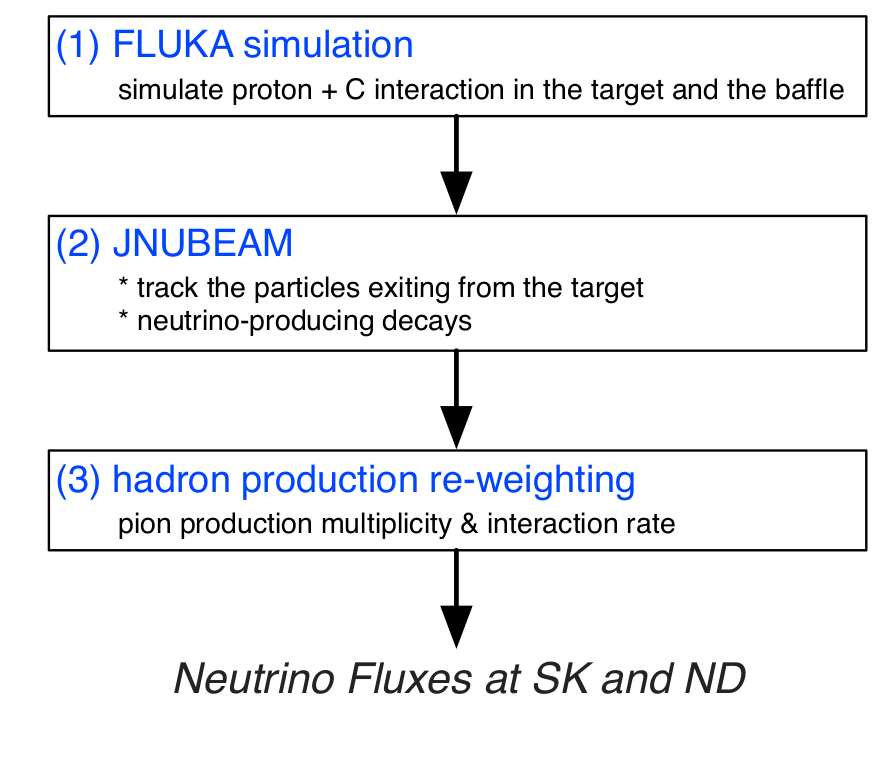 (1) FLUKA simulation
simulate proton + C interaction in the target and the baffle
(2) JNUBEAM
* track the particles exiting from the target
* neutrino-producing decays
(3) hadron production re-weighting
pion production multiplicity & interaction rate
Neutrino Fluxes at SK and ND